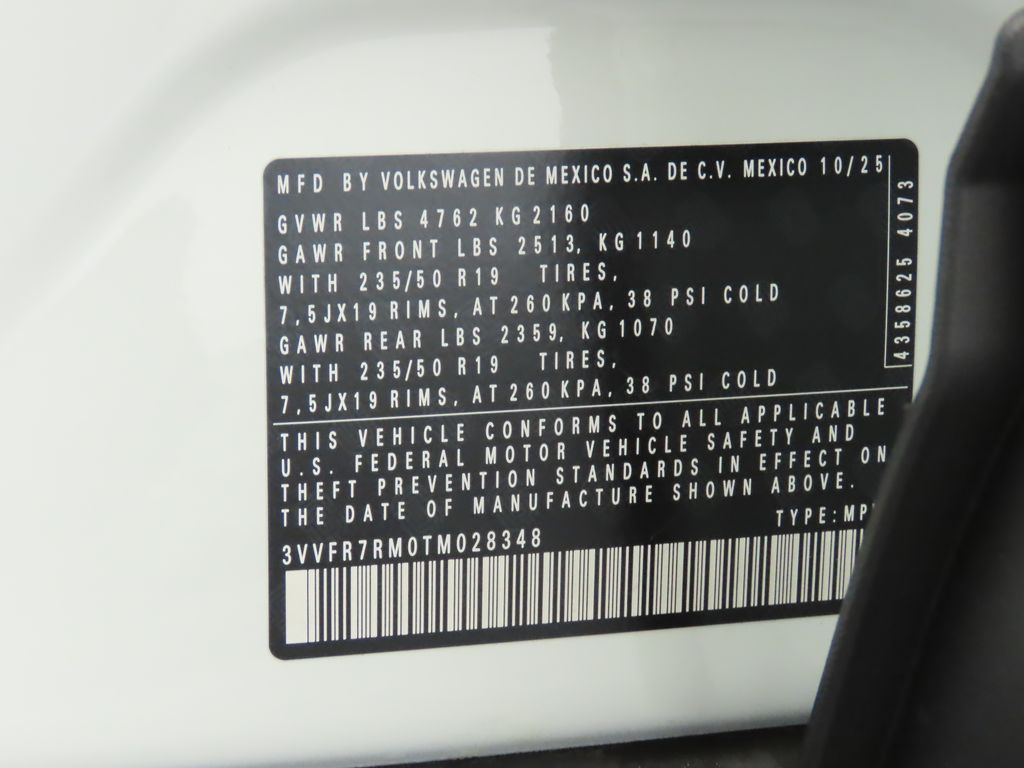 MFD BY VOLKSWAGEN DE MEXICO S.A. DE C.V. MEXICO 10/25
GVWR LBS 4762 KG 2160
GAWR FRONT LBS 2513, KG 1140
WITH 235/50 R19 TIRES,
7,5JX19 RIMS, AT 260 KPA, 38 PSI COLD
GAWR REAR LBS 2359, KG 1070
WITH 235/50 R19 TIRES,
7,5JX19 RIMS, AT 260 KPA, 38 PSI COLD
4358625 4073
THIS VEHICLE CONFORMS TO ALL APPLICABLE
U.S. FEDERAL MOTOR VEHICLE SAFETY AND
THEFT PREVENTION STANDARDS IN EFFECT ON
THE DATE OF MANUFACTURE SHOWN ABOVE.
TYPE:
3VVFR7RM0TM028348